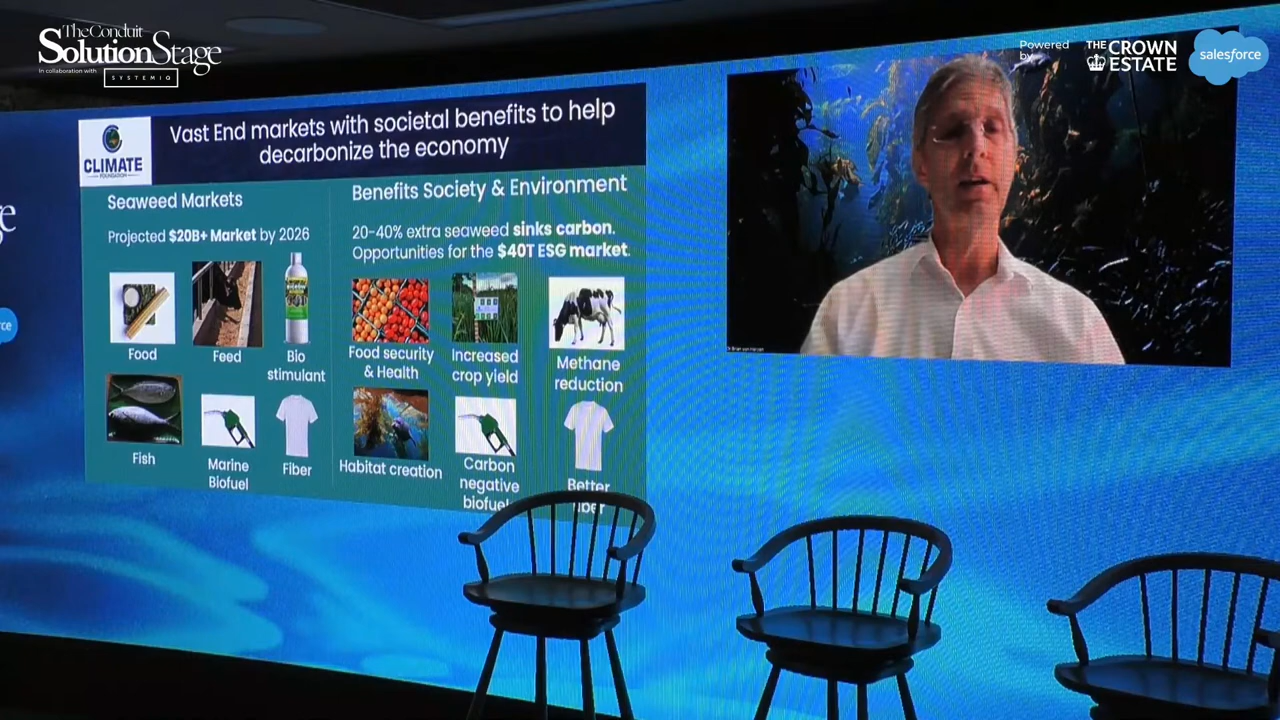 The Conduit
Solution Stage
In collaboration with
SYSTEMIQ
Powered
by
THE
CROWN
ESTATE
salesforce
CLIMATE
FOUNDATION
Vast End markets with societal benefits to help
decarbonize the economy
Seaweed Markets
Projected $20B+ Market by 2026
Food
Feed
Bio
stimulant
Fish
Marine
Biofuel
Fiber
Benefits Society & Environment
20-40% extra seaweed sinks carbon.
Opportunities for the $40T ESG market.
Food security
& Health
Increased
crop yield
Methane
reduction
Habitat creation
Carbon
negative
biofuel
Better